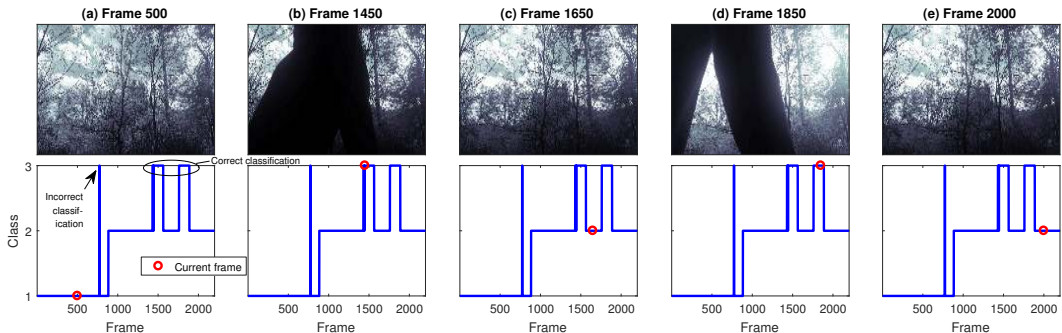 (a) Frame 500
(b) Frame 1450
(c) Frame 1650
(d) Frame 1850
(e) Frame 2000
3
2
1
Class
Incorrect
classif-
ication
Correct classification
Current frame
500 1000 1500 2000
Frame
500 1000 1500 2000
Frame
500 1000 1500 2000
Frame
500 1000 1500 2000
Frame
500 1000 1500 2000
Frame